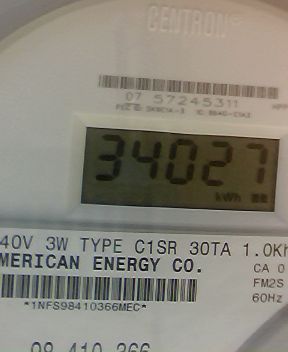 CENTRON®
07 57245311
34027
kWh
40V 3W TYPE C1SR 30TA 1.0Kh
MERICAN ENERGY CO.
CA 0
FM2S
60Hz
*1NFS98410366MEC*
98 410 366